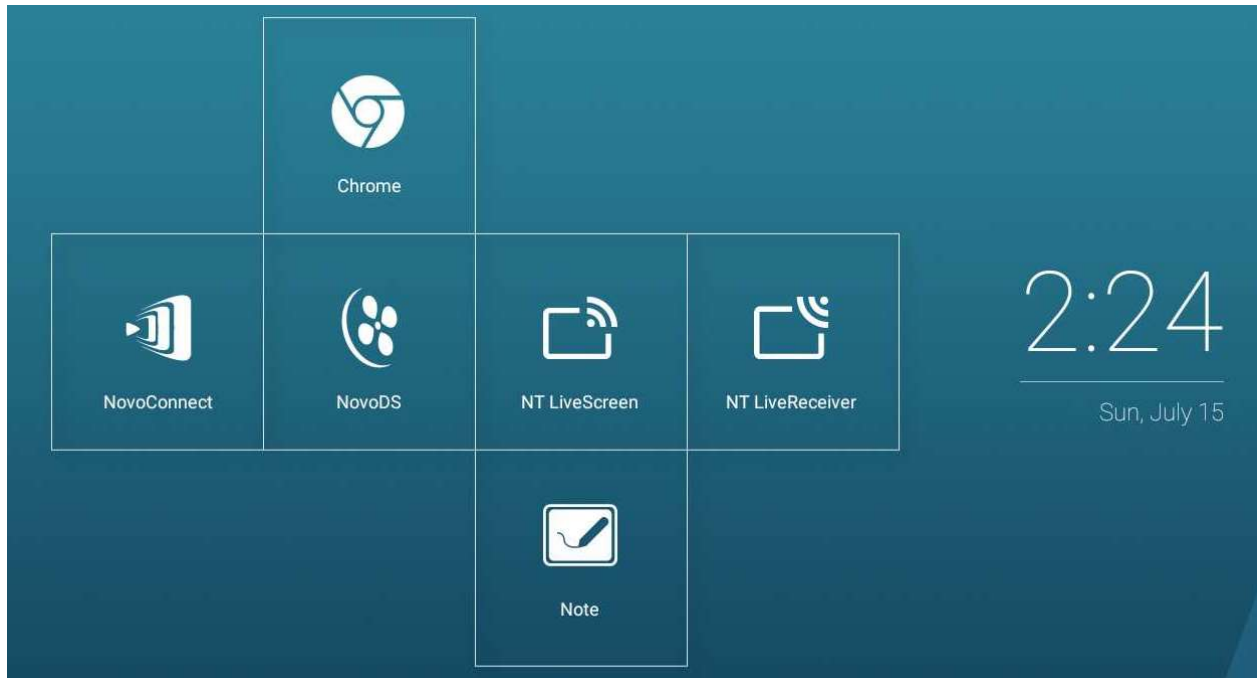 Chrome
NovoConnect
NovoDS
NT LiveScreen
NT LiveReceiver
2:24
Sun, July 15
Note